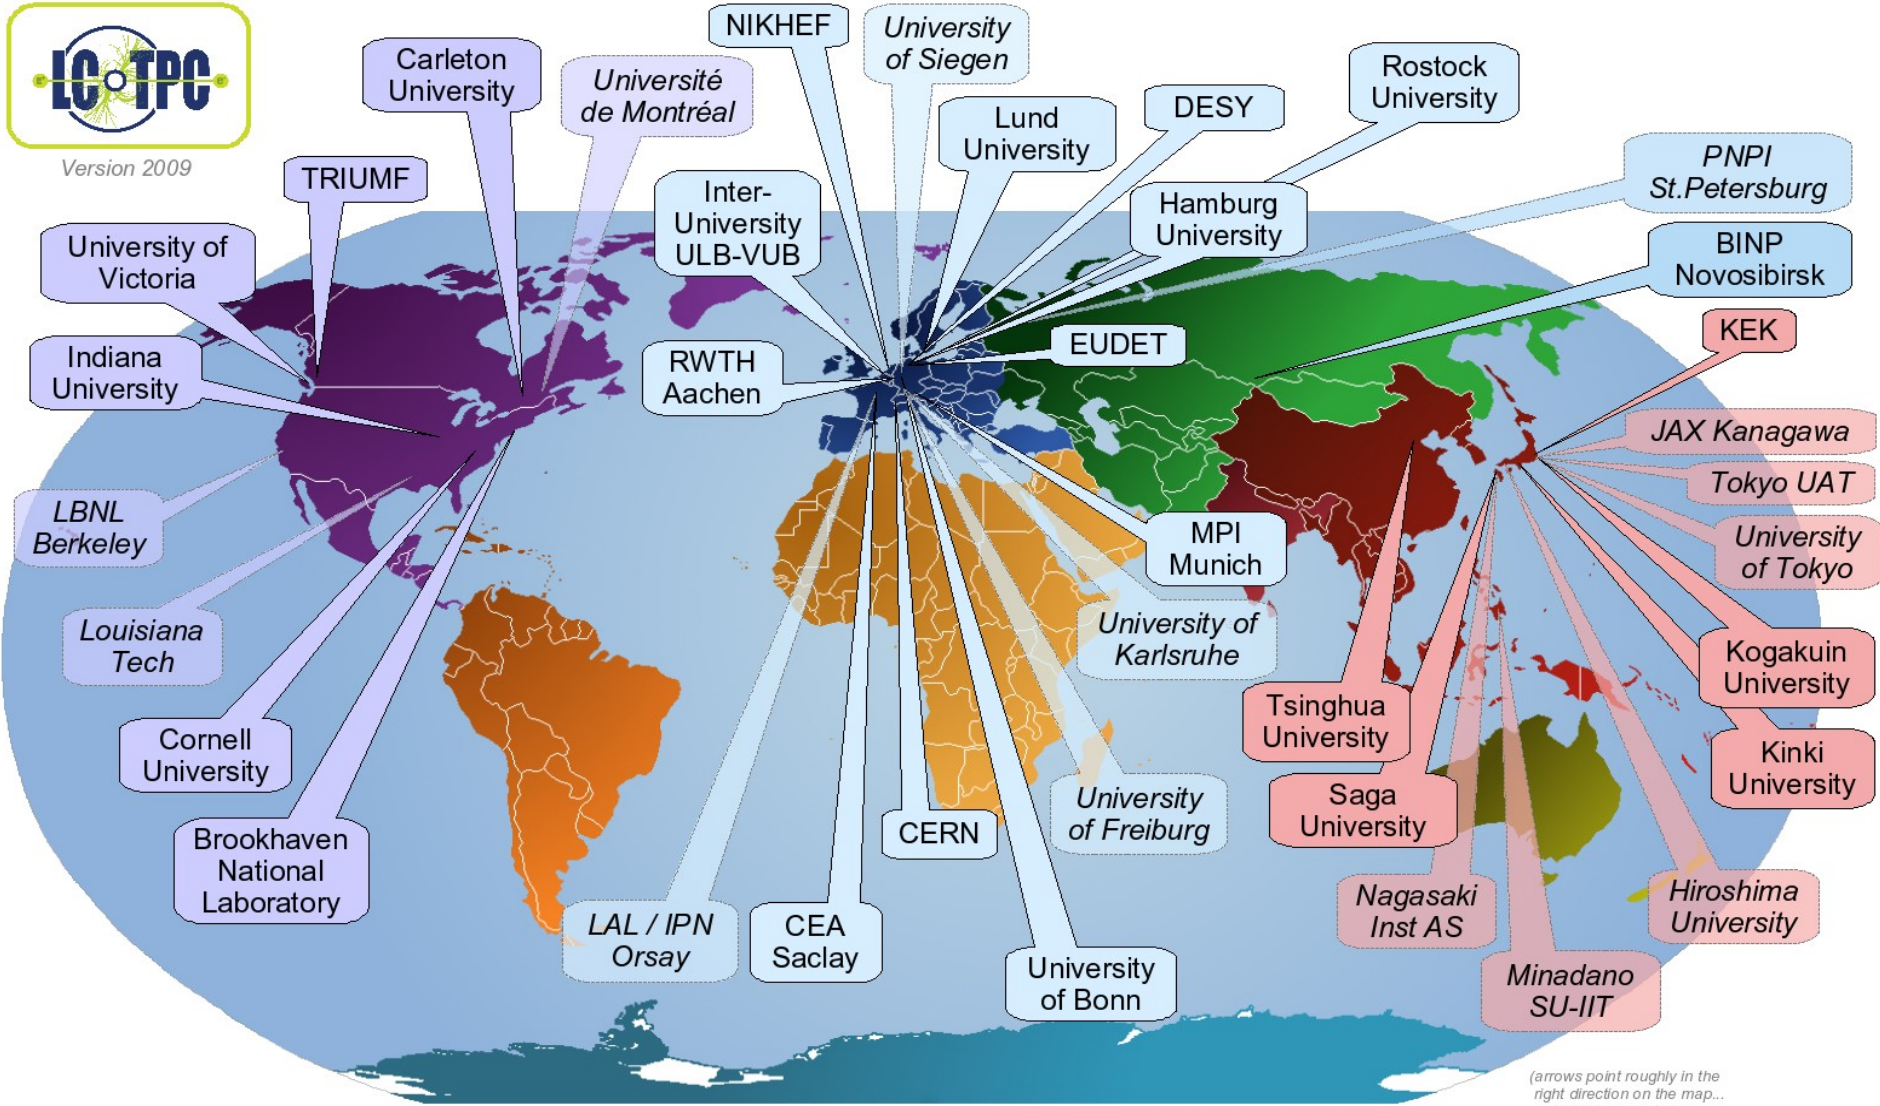 LC TPC
Version 2009
NIKHEF
University
of Siegen
Carleton
University
Université
de Montréal
Rostock
University
Lund
University
DESY
PNPI
St.Petersburg
TRIUMF
Inter-
University
ULB-VUB
Hamburg
University
University of
Victoria
BINP
Novosibirsk
KEK
Indiana
University
RWTH
Aachen
EUDET
JAX Kanagawa
Tokyo UAT
LBNL
Berkeley
MPI
Munich
University
of Tokyo
Louisiana
Tech
University of
Karlsruhe
Kogakuin
University
Tsinghua
University
Cornell
University
Kinki
University
University
of Freiburg
Saga
University
Brookhaven
National
Laboratory
CERN
LAL / IPN
Orsay
CEA
Saclay
Nagasaki
Inst AS
Hiroshima
University
University
of Bonn
Minadano
SU-IIT
(arrows point roughly in the
right direction on the map...